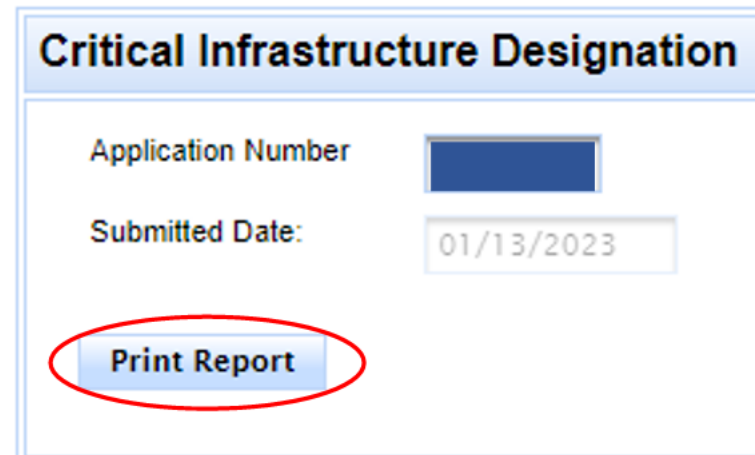 Critical Infrastructure Designation
Application Number
Submitted Date: 01/13/2023
Print Report